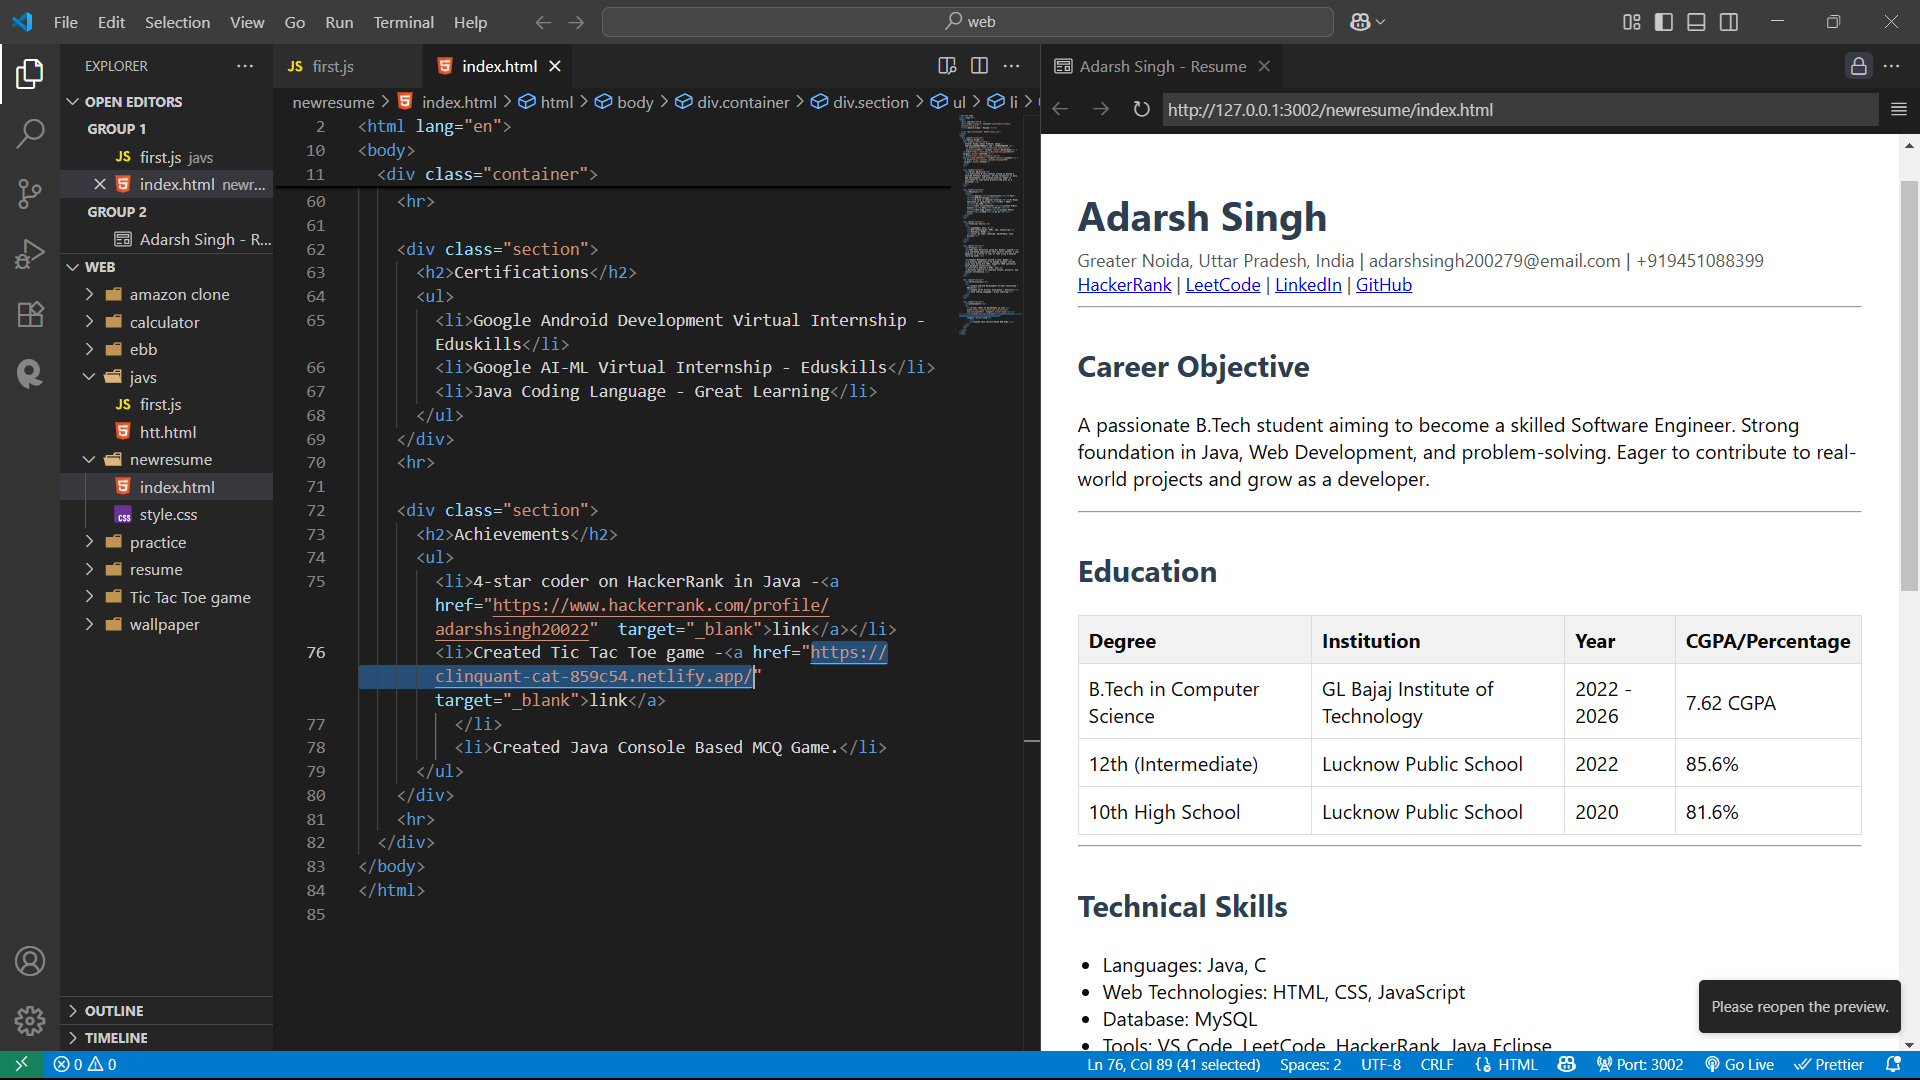 File Edit Selection View Go Run Terminal Help
web
EXPLORER
OPEN EDITORS
GROUP 1
JS first.js javs
index.html newr...
GROUP 2
Adarsh Singh - R...
WEB
amazon clone
calculator
ebb
javs
JS first.js
htt.html
newresume
index.html
style.css
practice
resume
Tic Tac Toe game
wallpaper
OUTLINE
TIMELINE
JS first.js
index.html
newresume > index.html > html > body > div.container > div.section > ul > li >
2 <html lang="en">
10 <body>
11 <div class="container">
60 <hr>
61
62 <div class="section">
63 <h2>Certifications</h2>
64 <ul>
65 <li>Google Android Development Virtual Internship -
Eduskills</li>
66 <li>Google AI-ML Virtual Internship - Eduskills</li>
67 <li>Java Coding Language - Great Learning</li>
68 </ul>
69 </div>
70 <hr>
71
72 <div class="section">
73 <h2>Achievements</h2>
74 <ul>
75 <li>4-star coder on HackerRank in Java -<a
href="https://www.hackerrank.com/profile/
adarshsingh20022"  target="_blank">link</a></li>
76 <li>Created Tic Tac Toe game -<a href="https://
clinquant-cat-859c54.netlify.app/"
target="_blank">link</a>
77 </li>
78 <li>Created Java Console Based MCQ Game.</li>
79 </ul>
80 </div>
81 <hr>
82 </div>
83 </body>
84 </html>
85
Adarsh Singh - Resume
http://127.0.0.1:3002/newresume/index.html
Adarsh Singh
Greater Noida, Uttar Pradesh, India | adarshsingh200279@email.com | +919451088399
HackerRank | LeetCode | LinkedIn | GitHub
Career Objective
A passionate B.Tech student aiming to become a skilled Software Engineer. Strong
foundation in Java, Web Development, and problem-solving. Eager to contribute to real-
world projects and grow as a developer.
Education
Degree Institution Year CGPA/Percentage
B.Tech in Computer Science GL Bajaj Institute of Technology 2022 - 2026 7.62 CGPA
12th (Intermediate) Lucknow Public School 2022 85.6%
10th High School Lucknow Public School 2020 81.6%
Technical Skills
• Languages: Java, C
• Web Technologies: HTML, CSS, JavaScript
• Database: MySQL
• Tools: VS Code, LeetCode, HackerRank, Java Eclipse
Please reopen the preview.
0 0
Ln 76, Col 89 (41 selected) Spaces: 2 UTF-8 CRLF HTML Port: 3002 Go Live Prettier